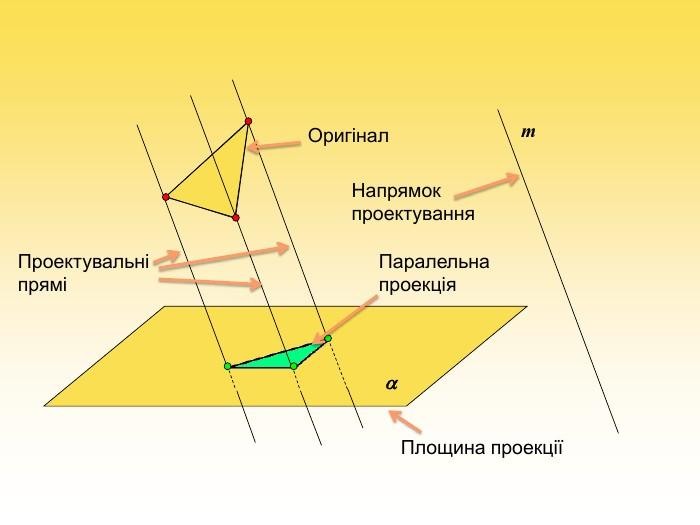 Оригінал
m
Напрямок
проектування
Проектувальні
прямі
Паралельна
проекція
α
Площина проекції